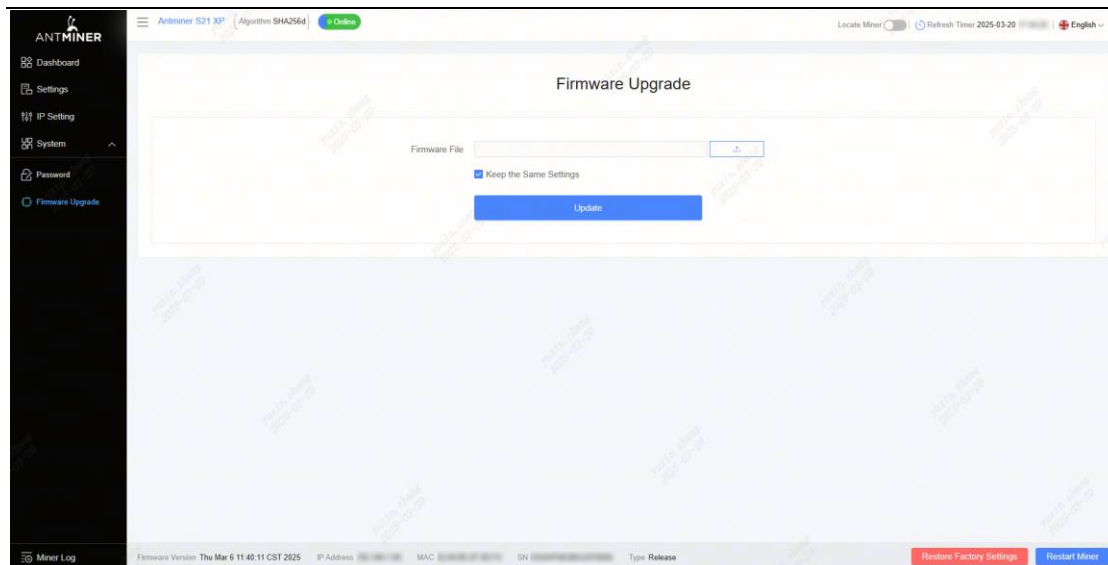 ANTMINER
Antminer S21 XP Algorithm SHA256d Online
Locate Miner Refresh Timer 2025-03-20 English
Dashboard
Settings
IP Setting
System
Password
Firmware Upgrade
Firmware Upgrade
Firmware File
Keep the Same Settings
Update
Miner Log
Firmware Version Thu Mar 6 11:40:11 CST 2025 IP Address MAC SN Type Release
Restore Factory Settings Restart Miner